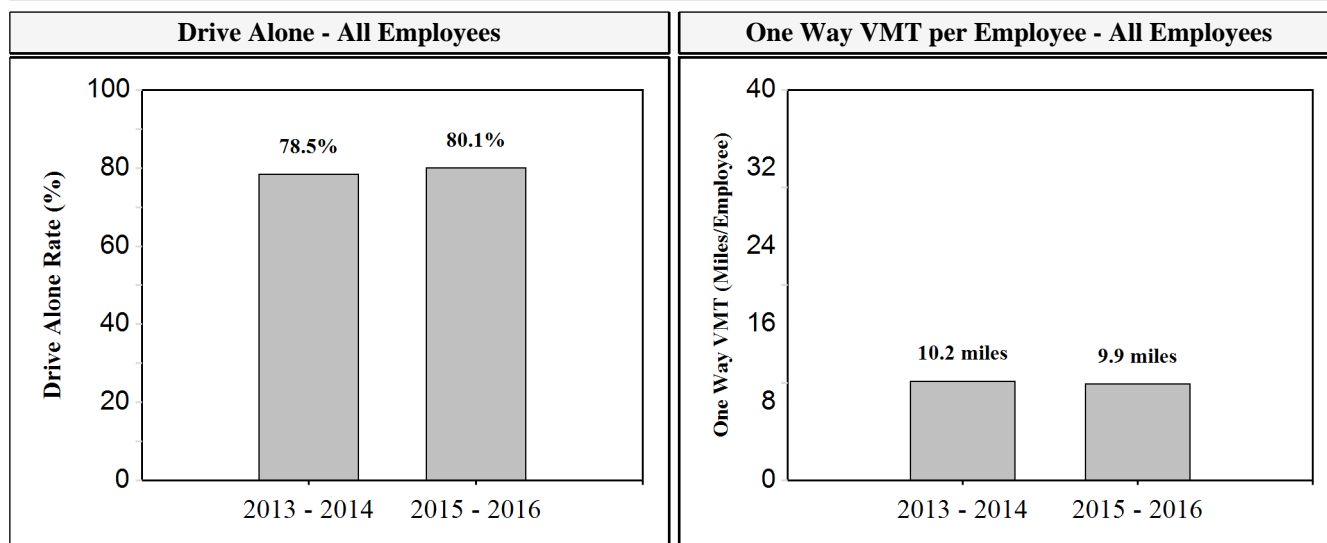 Drive Alone - All Employees
One Way VMT per Employee - All Employees
Drive Alone Rate (%)
100
80
60
40
20
0
78.5%
80.1%
2013 - 2014
2015 - 2016
One Way VMT (Miles/Employee)
40
32
24
16
8
0
10.2 miles
9.9 miles
2013 - 2014
2015 - 2016